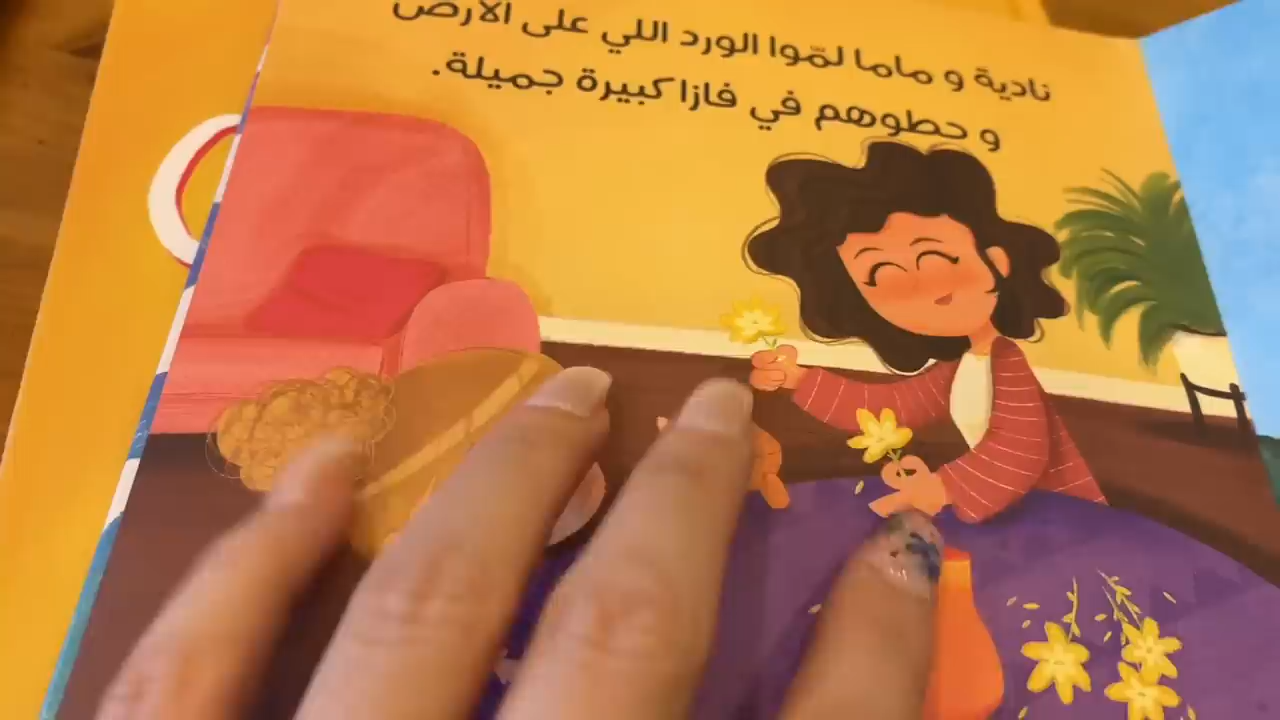 نادية و ماما لمّوا الورد اللي على الأرض
و حطوهم في فازا كبيرة جميلة.